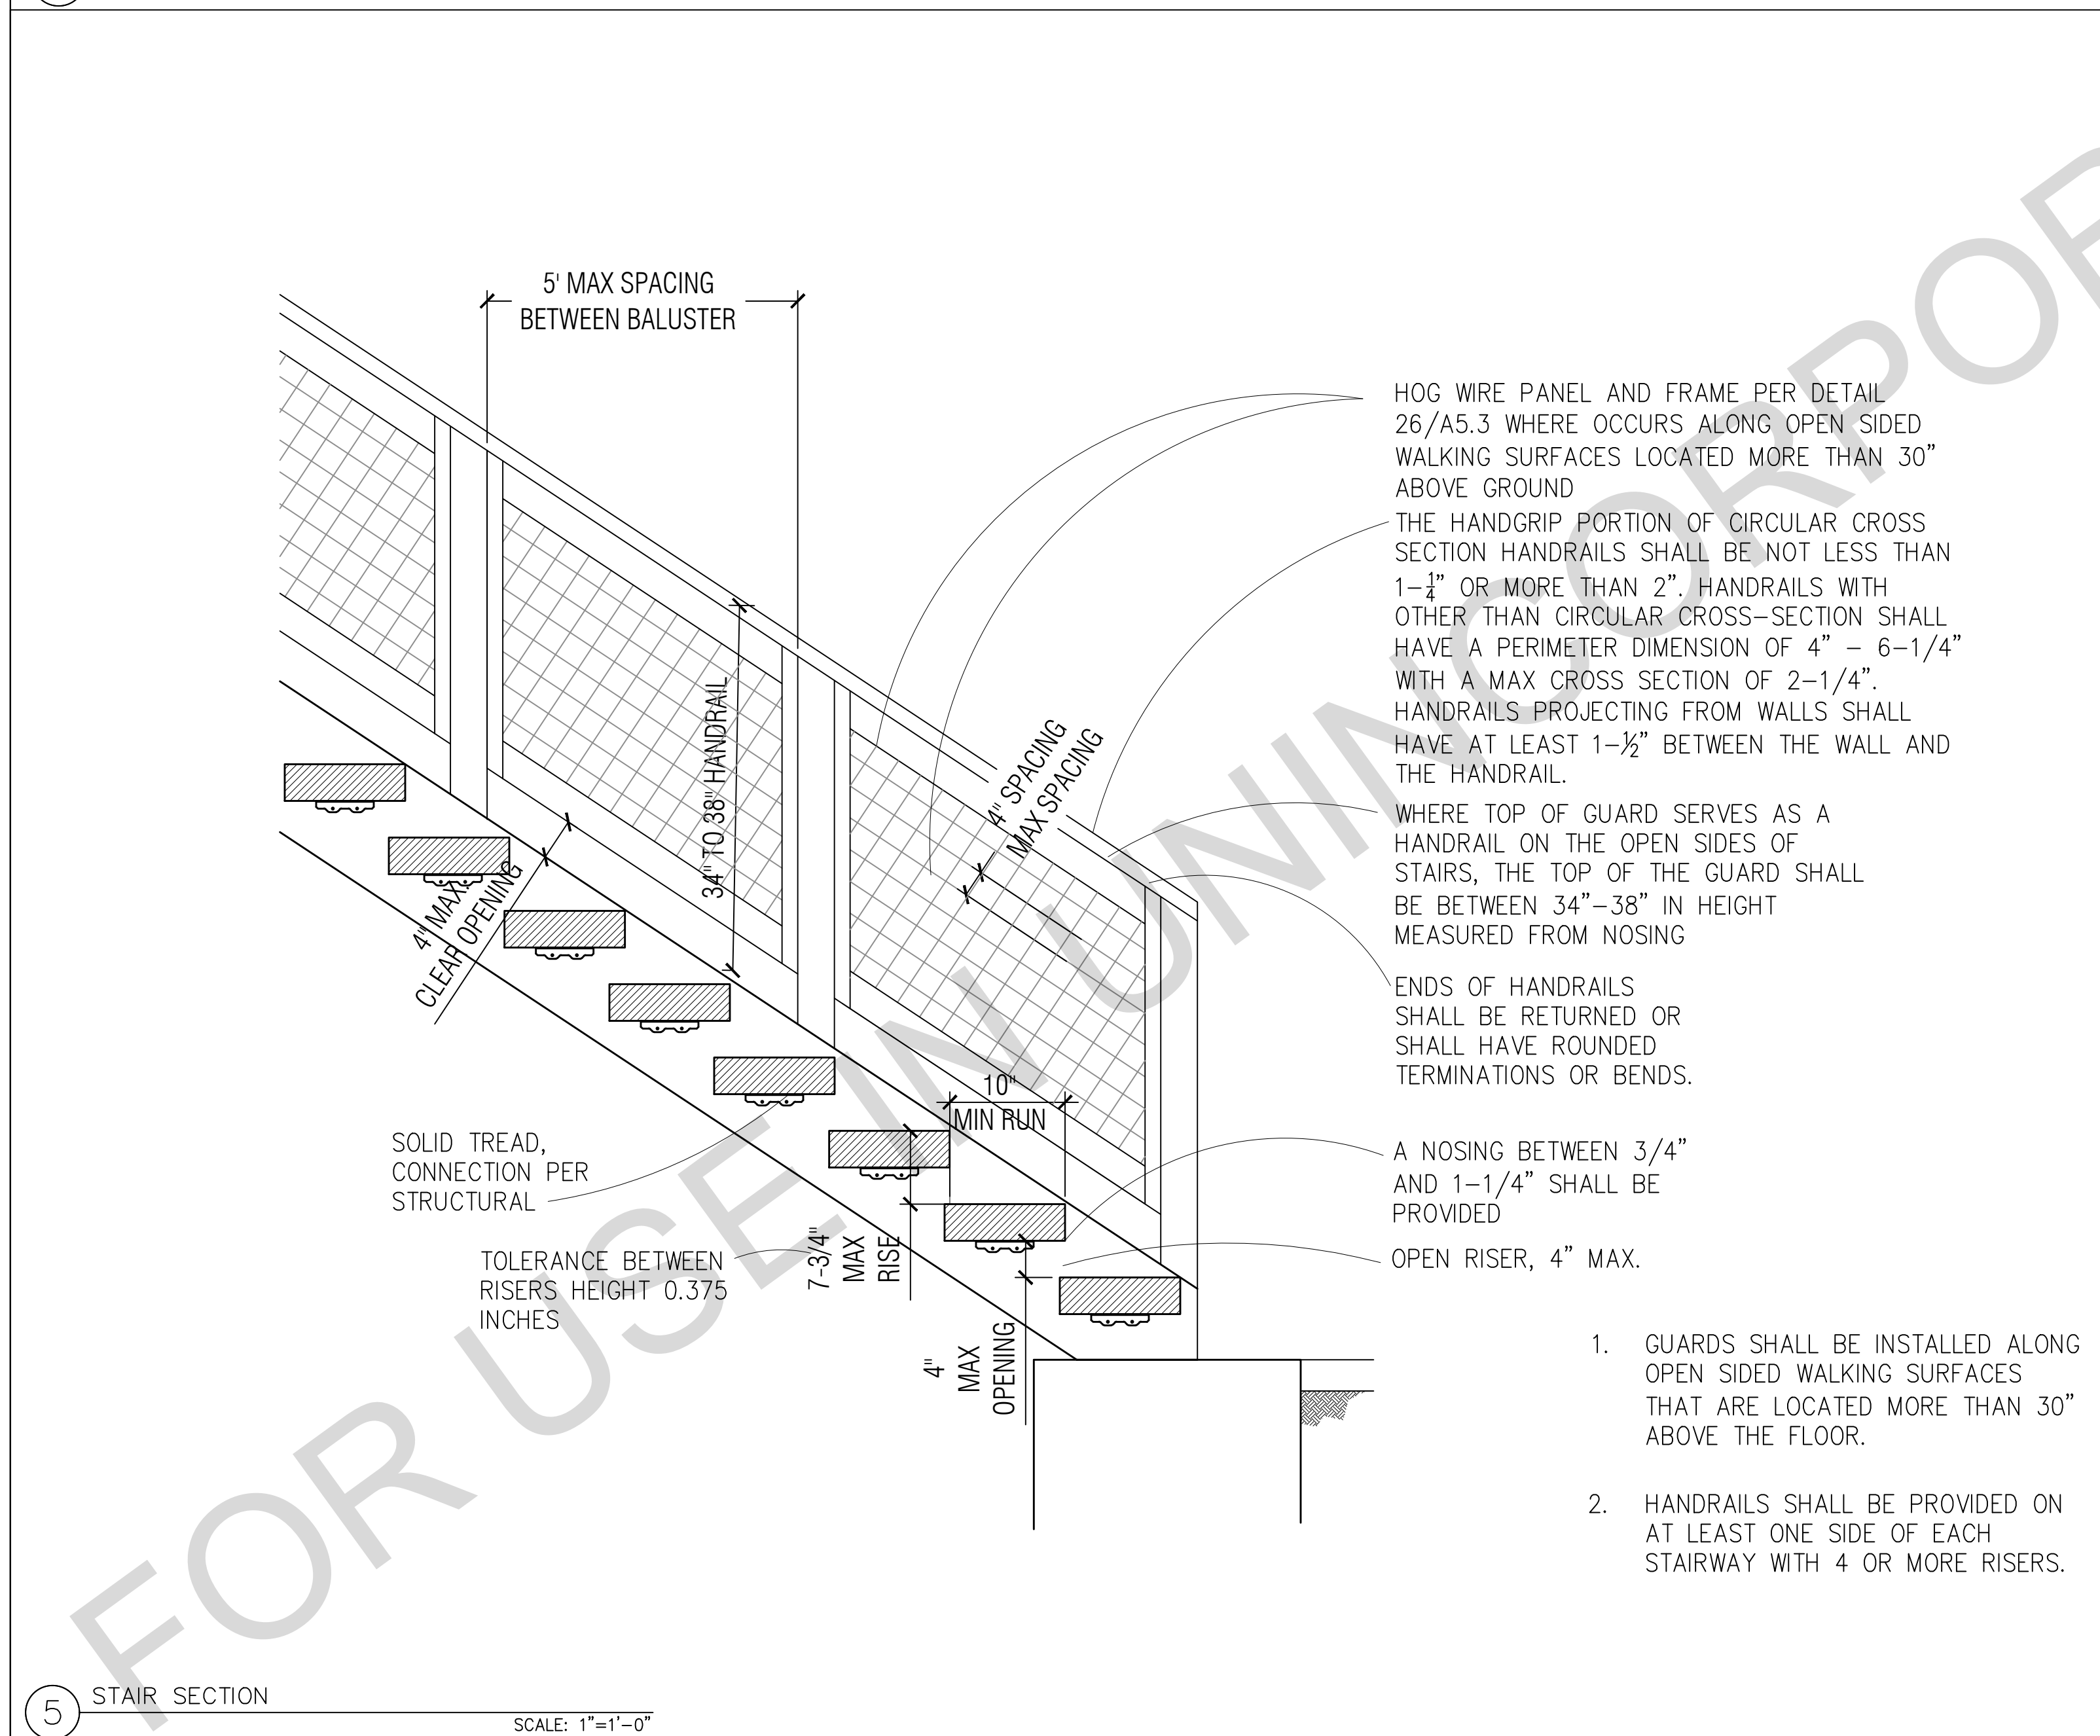 5' MAX SPACING
BETWEEN BALUSTER
34" TO 38" HANDRAIL
4" SPACING
MAX SPACING
4" MAX.
CLEAR OPENING
10"
MIN RUN
7-3/4"
MAX
RISE
4"
MAX
OPENING
SOLID TREAD,
CONNECTION PER
STRUCTURAL
TOLERANCE BETWEEN
RISERS HEIGHT 0.375
INCHES
HOG WIRE PANEL AND FRAME PER DETAIL
26/A5.3 WHERE OCCURS ALONG OPEN SIDED
WALKING SURFACES LOCATED MORE THAN 30”
ABOVE GROUND
THE HANDGRIP PORTION OF CIRCULAR CROSS
SECTION HANDRAILS SHALL BE NOT LESS THAN
1-¼” OR MORE THAN 2”. HANDRAILS WITH
OTHER THAN CIRCULAR CROSS-SECTION SHALL
HAVE A PERIMETER DIMENSION OF 4” - 6-1/4”
WITH A MAX CROSS SECTION OF 2-1/4”.
HANDRAILS PROJECTING FROM WALLS SHALL
HAVE AT LEAST 1-½” BETWEEN THE WALL AND
THE HANDRAIL.
WHERE TOP OF GUARD SERVES AS A
HANDRAIL ON THE OPEN SIDES OF
STAIRS, THE TOP OF THE GUARD SHALL
BE BETWEEN 34”-38” IN HEIGHT
MEASURED FROM NOSING
ENDS OF HANDRAILS
SHALL BE RETURNED OR
SHALL HAVE ROUNDED
TERMINATIONS OR BENDS.
A NOSING BETWEEN 3/4”
AND 1-1/4” SHALL BE
PROVIDED
OPEN RISER, 4” MAX.
1. GUARDS SHALL BE INSTALLED ALONG
OPEN SIDED WALKING SURFACES
THAT ARE LOCATED MORE THAN 30”
ABOVE THE FLOOR.
2. HANDRAILS SHALL BE PROVIDED ON
AT LEAST ONE SIDE OF EACH
STAIRWAY WITH 4 OR MORE RISERS.
5 STAIR SECTION
SCALE: 1”=1’-0”
FOR USE IN UNINCORPOR